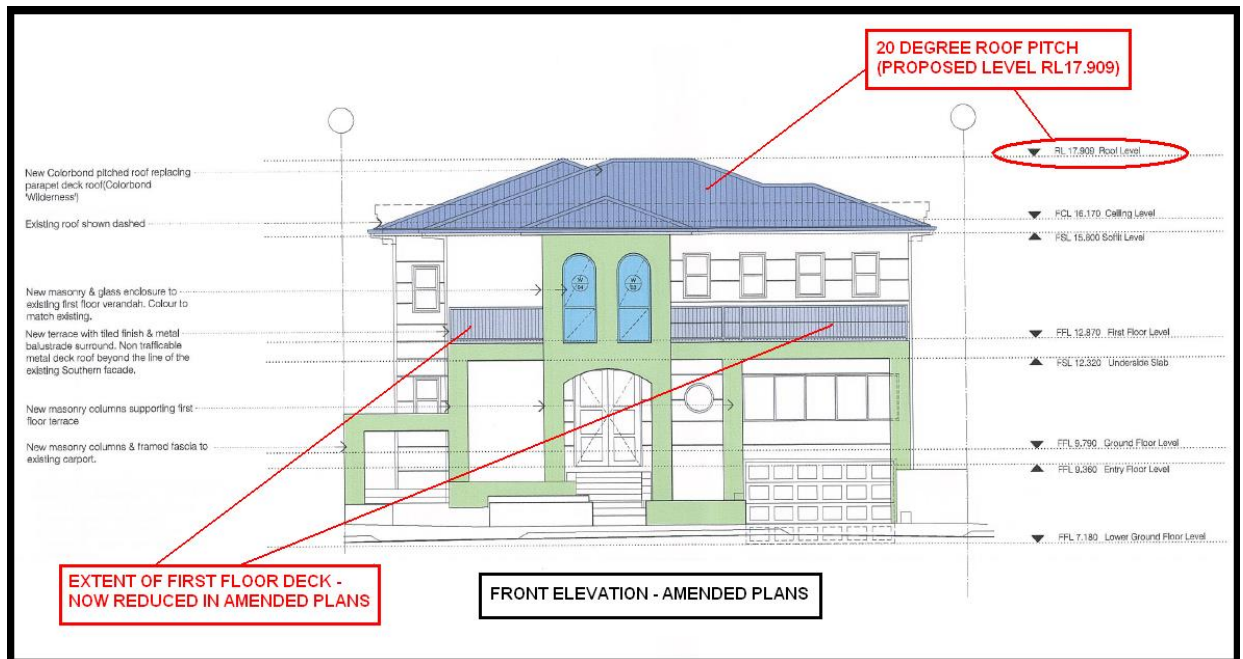 20 DEGREE ROOF PITCH
(PROPOSED LEVEL RL17.909)
RL 17.909 Roof Level
New Colorbond pitched roof replacing
parapet deck roof(Colorbond
'Wilderness')
Existing roof shown dashed
FCL 16.170 Ceiling Level
FSL 15.800 Soffit Level
New masonry & glass enclosure to
existing first floor verandah. Colour to
match existing.
W
04
W
03
New terrace with tiled finish & metal
balustrade surround. Non trafficable
metal deck roof beyond the line of the
existing Southern facade.
FFL 12.870 First Floor Level
FSL 12.320 Underside Slab
New masonry columns supporting first
floor terrace
New masonry columns & framed fascia to
existing carport.
FFL 9.790 Ground Floor Level
FFL 9.360 Entry Floor Level
FFL 7.180 Lower Ground Floor Level
EXTENT OF FIRST FLOOR DECK -
NOW REDUCED IN AMENDED PLANS
FRONT ELEVATION - AMENDED PLANS